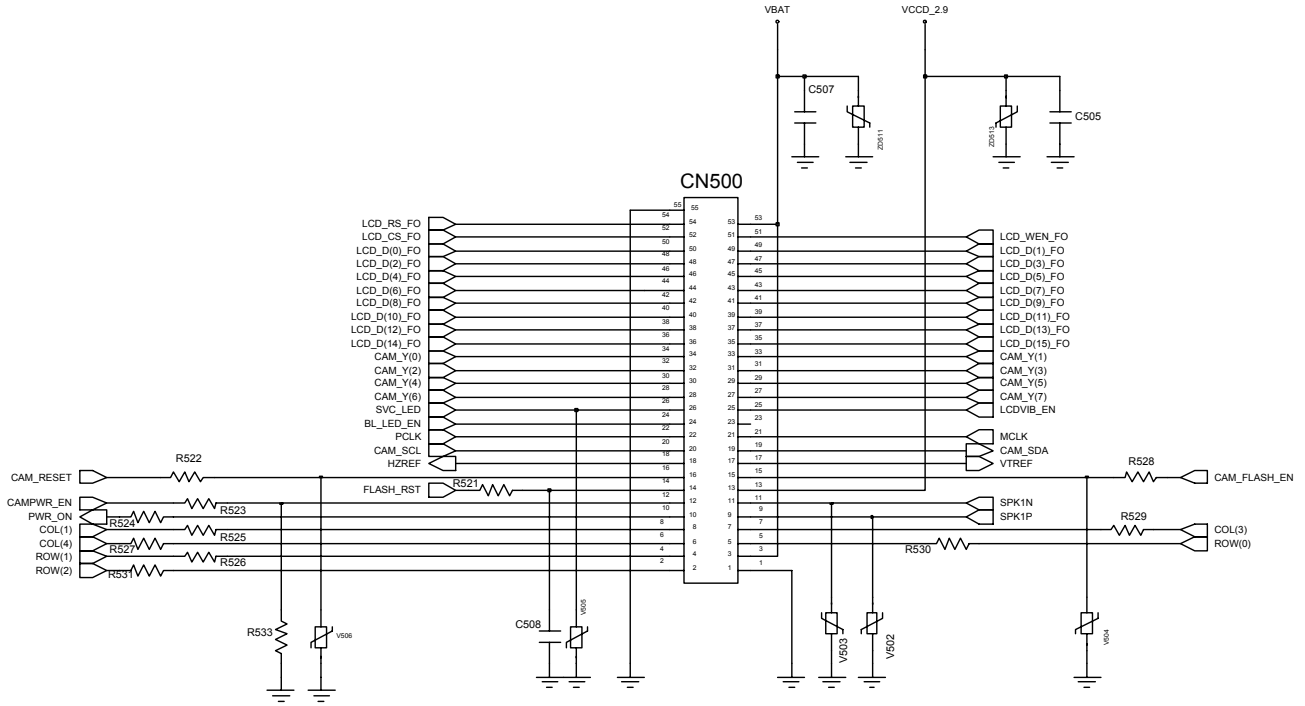 VBAT
VCCD_2.9
C507
ZD511
ZD513
C505
CN500
55 55
LCD_RS_FO 54 54 53 53
LCD_CS_FO 52 52 51 51 LCD_WEN_FO
LCD_D(0)_FO 50 50 49 49 LCD_D(1)_FO
LCD_D(2)_FO 48 48 47 47 LCD_D(3)_FO
LCD_D(4)_FO 46 46 45 45 LCD_D(5)_FO
LCD_D(6)_FO 44 44 43 43 LCD_D(7)_FO
LCD_D(8)_FO 42 42 41 41 LCD_D(9)_FO
LCD_D(10)_FO 40 40 39 39 LCD_D(11)_FO
LCD_D(12)_FO 38 38 37 37 LCD_D(13)_FO
LCD_D(14)_FO 36 36 35 35 LCD_D(15)_FO
CAM_Y(0) 34 34 33 33 CAM_Y(1)
CAM_Y(2) 32 32 31 31 CAM_Y(3)
CAM_Y(4) 30 30 29 29 CAM_Y(5)
CAM_Y(6) 28 28 27 27 CAM_Y(7)
SVC_LED 26 26 25 25 LCDVIB_EN
BL_LED_EN 24 24 23 23
PCLK 22 22 21 21 MCLK
CAM_SCL 20 20 19 19 CAM_SDA
HZREF 18 18 17 17 VTREF
CAM_RESET R522 16 16 15 15 R528 CAM_FLASH_EN
FLASH_RST R521 14 14 13 13
CAMPWR_EN R523 12 12 11 11 SPK1N
PWR_ON R524 10 10 9 9 SPK1P
COL(1) R525 8 8 7 7 R529 COL(3)
COL(4) R527 6 6 5 5 R530 ROW(0)
ROW(1) R526 4 4 3 3
ROW(2) R531 2 2 1 1
R533
V506
C508
V505
V503
V502
V504